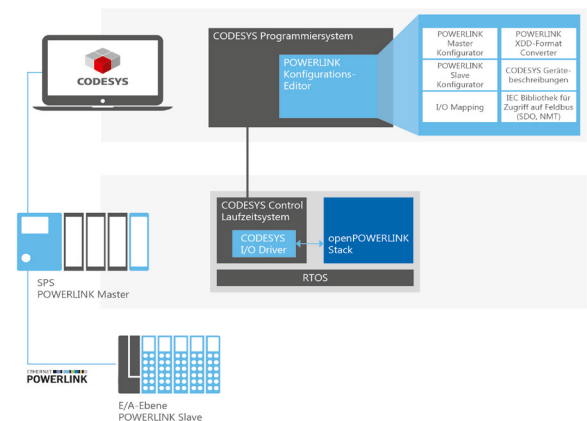 CODESYS
CODESYS Programmiersystem
POWERLINK
Konfigurations-
Editor
POWERLINK
Master
Konfigurator
POWERLINK
XDD-Format
Converter
POWERLINK
Slave
Konfigurator
CODESYS Geräte-
beschreibungen
I/O Mapping
IEC Bibliothek für
Zugriff auf Feldbus
(SDO, NMT)
CODESYS Control
Laufzeitsystem
CODESYS
I/O Driver
openPOWERLINK
Stack
RTOS
SPS
POWERLINK Master
ETHERNET
POWERLINK
E/A-Ebene
POWERLINK Slave